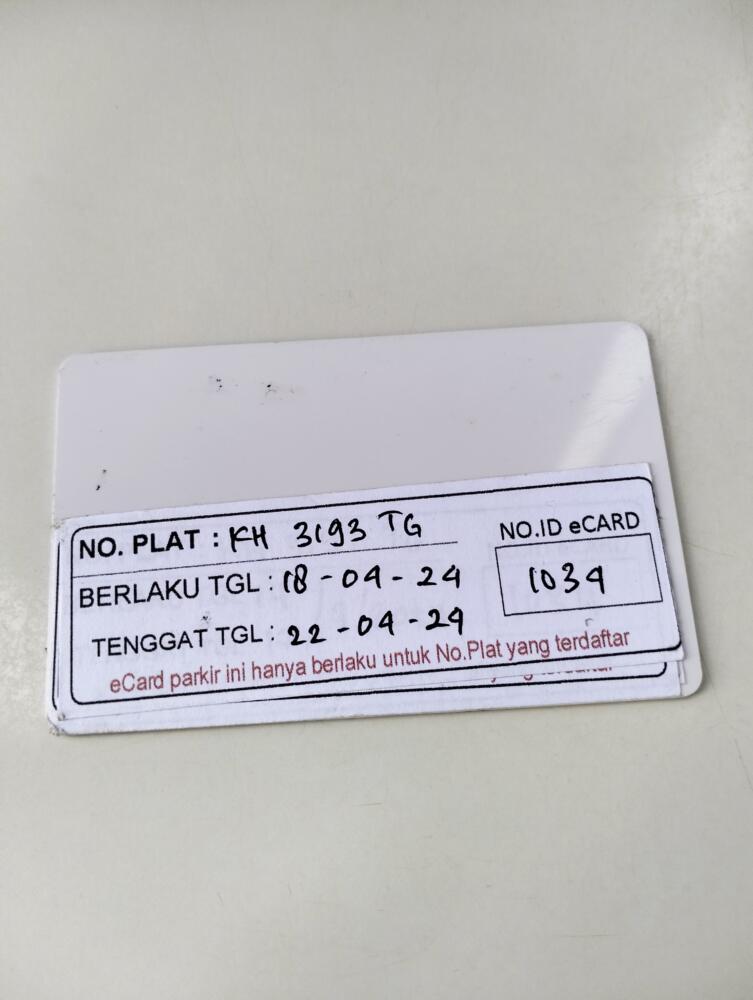 NO. PLAT : KH 3193 TG
NO.ID eCARD
BERLAKU TGL : 18 - 04 - 24
1034
TENGGAT TGL : 22 - 04 - 24
eCard parkir ini hanya berlaku untuk No.Plat yang terdaftar